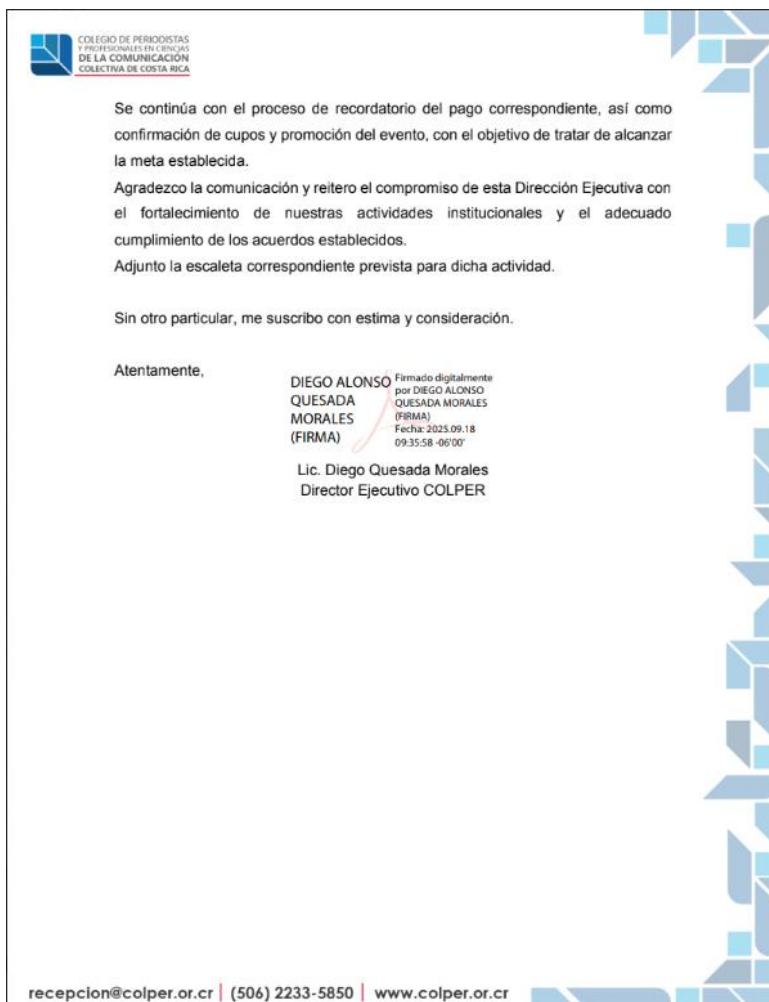 COLEGIO DE PERIODISTAS
Y PROFESIONALES EN CIENCIAS
DE LA COMUNICACIÓN
COLECTIVA DE COSTA RICA
Se continúa con el proceso de recordatorio del pago correspondiente, así como
confirmación de cupos y promoción del evento, con el objetivo de tratar de alcanzar
la meta establecida.
Agradezco la comunicación y reitero el compromiso de esta Dirección Ejecutiva con
el fortalecimiento de nuestras actividades institucionales y el adecuado
cumplimiento de los acuerdos establecidos.
Adjunto la escaleta correspondiente prevista para dicha actividad.
Sin otro particular, me suscribo con estima y consideración.
Atentamente,
DIEGO ALONSO
QUESADA
MORALES
(FIRMA)
Firmado digitalmente
por DIEGO ALONSO
QUESADA MORALES
(FIRMA)
Fecha: 2025.09.18
09:35:58 -06'00'
Lic. Diego Quesada Morales
Director Ejecutivo COLPER
recepcion@colper.or.cr | (506) 2233-5850 | www.colper.or.cr